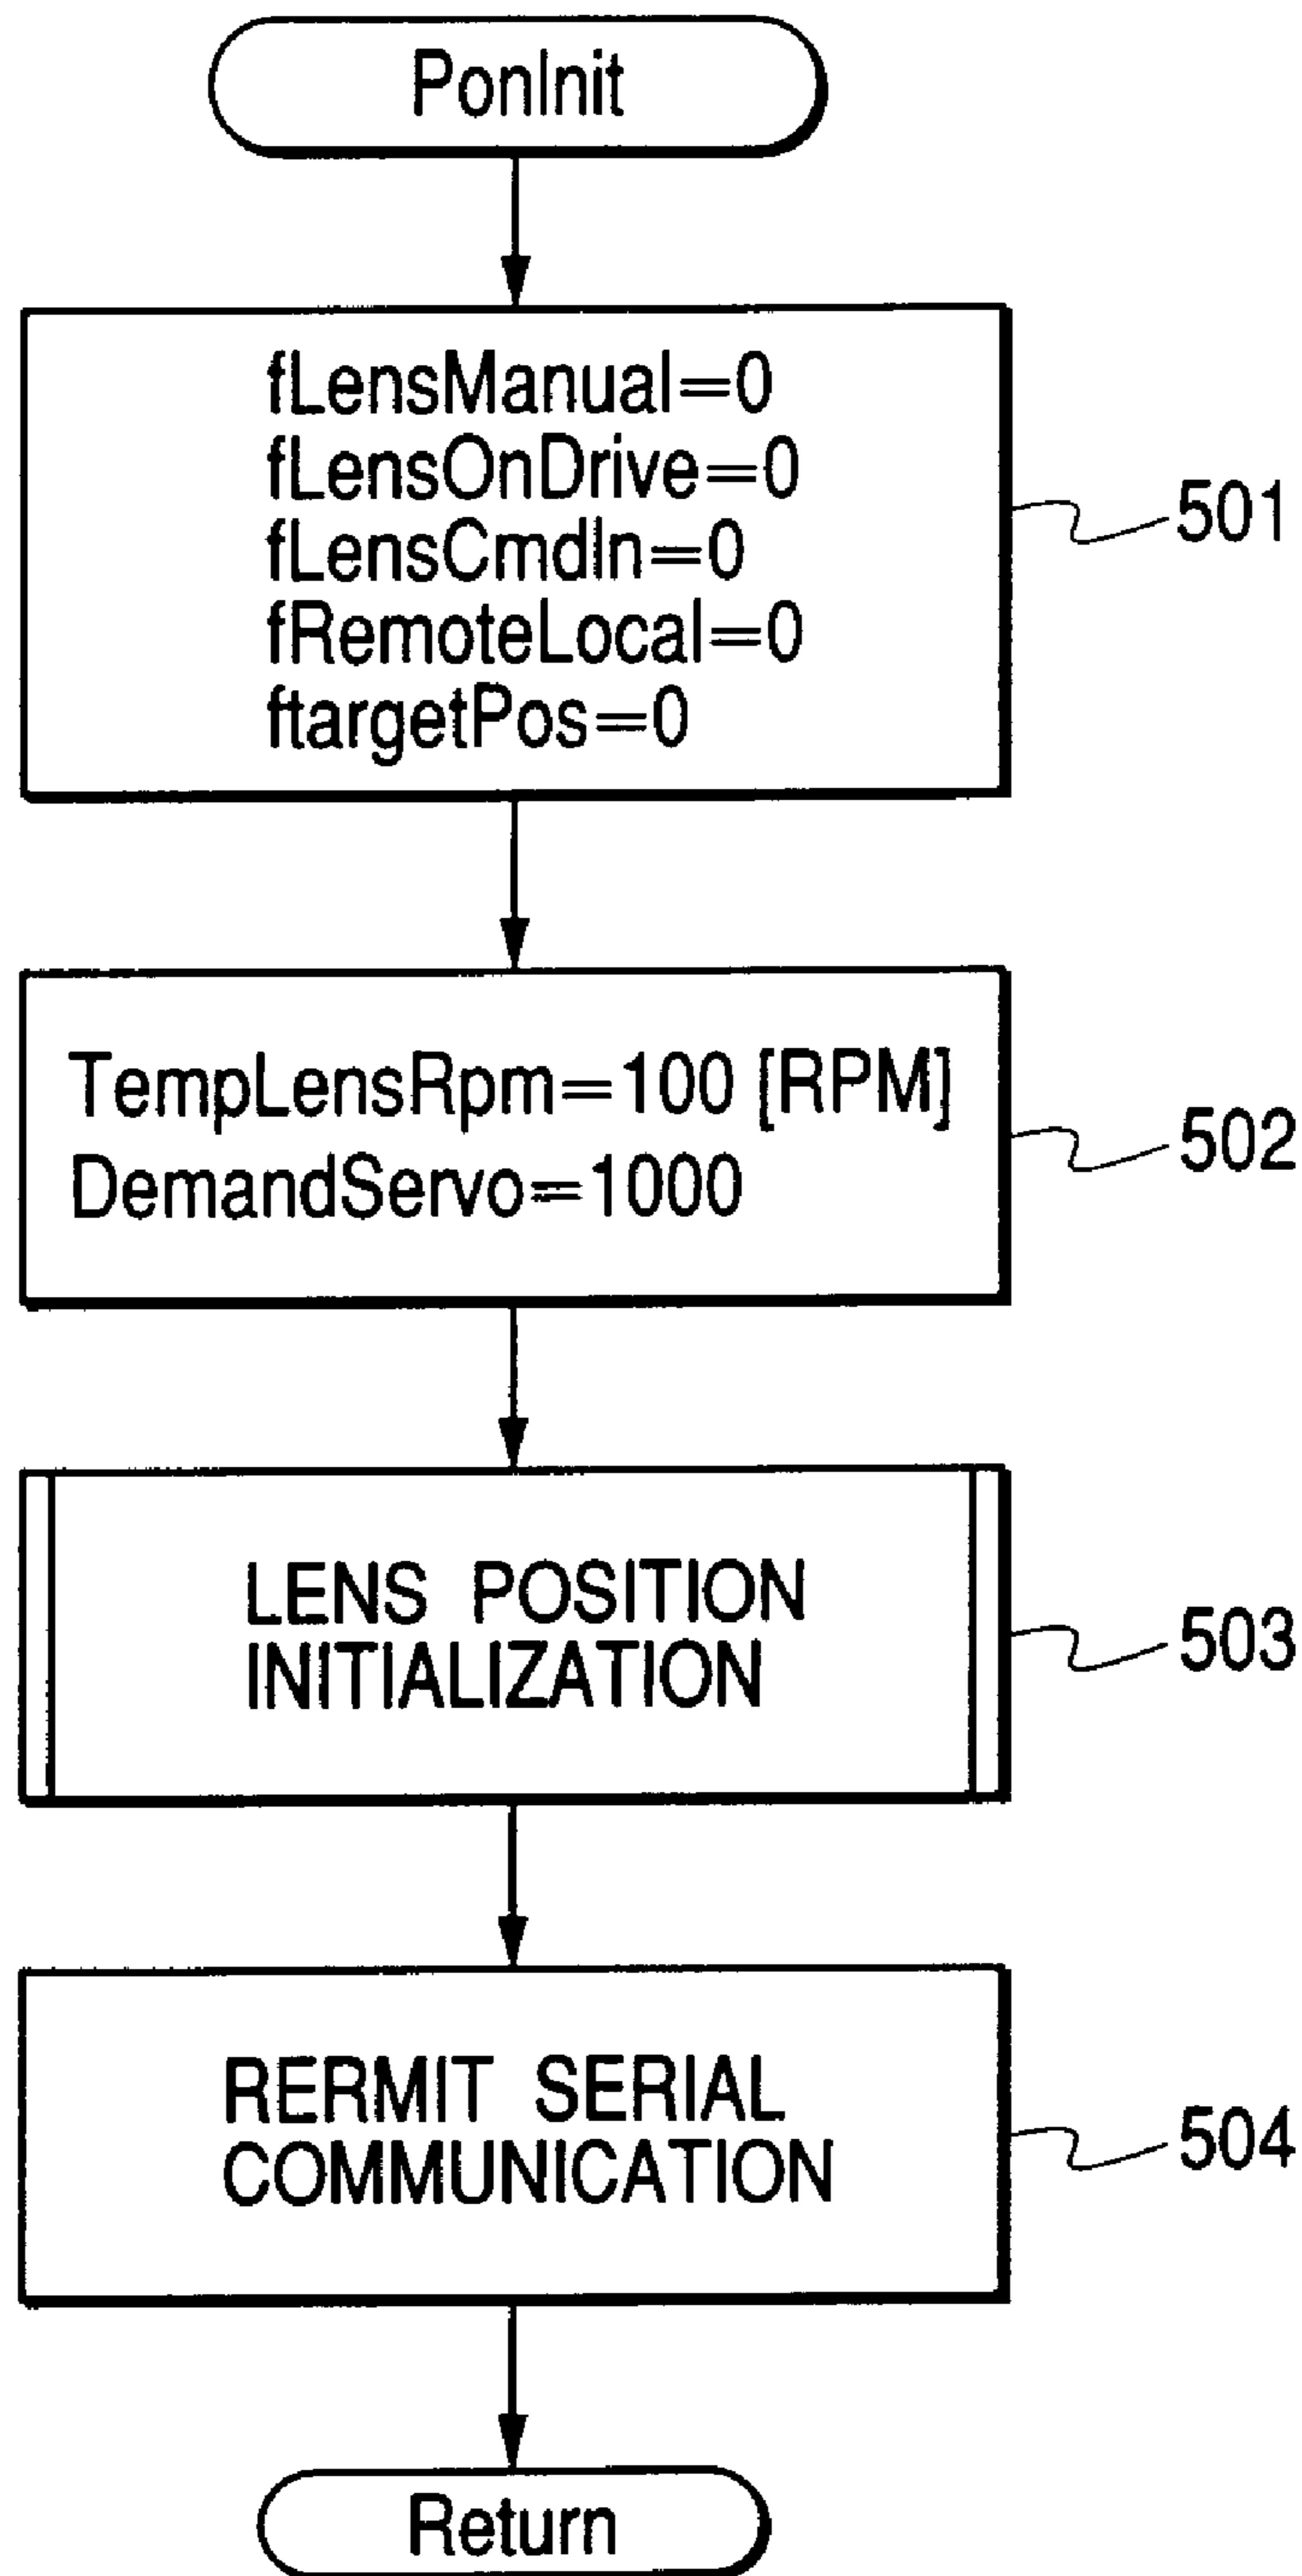 PonInit
fLensManual=0
fLensOnDrive=0
fLensCmdIn=0
fRemoteLocal=0
ftargetPos=0
501
TempLensRpm=100 [RPM]
DemandServo=1000
502
LENS POSITION
INITIALIZATION
503
RERMIT SERIAL
COMMUNICATION
504
Return